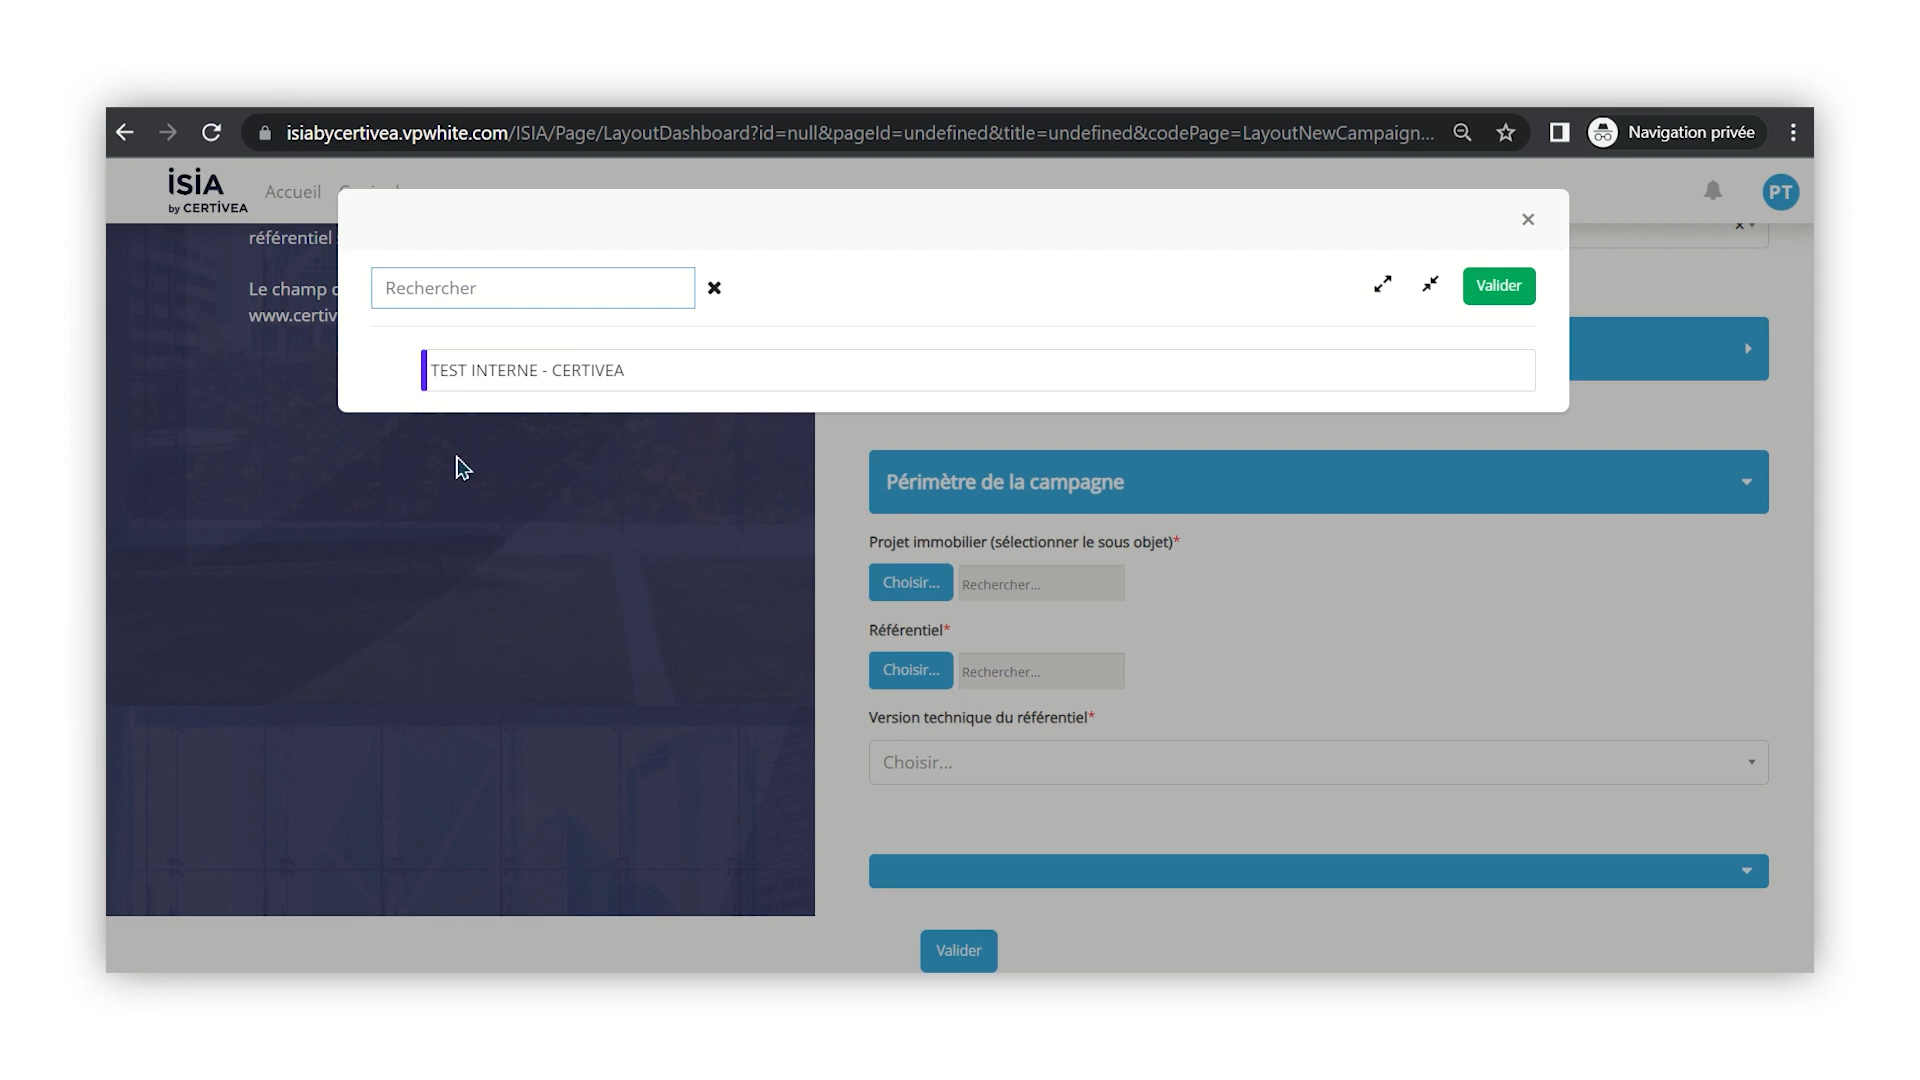 isiabycertivea.vpwhite.com/ISIA/Page/LayoutDashboard?id=null&pageId=undefined&title=undefined&codePage=LayoutNewCampaign...
Navigation privée
isiA
by CERTIVEA
Accueil
PT
référentiel
Le champ
www.certiv
Rechercher
Valider
TEST INTERNE - CERTIVEA
Périmètre de la campagne
Projet immobilier (sélectionner le sous objet)*
Choisir...
Rechercher...
Référentiel*
Choisir...
Rechercher...
Version technique du référentiel*
Choisir...
Valider